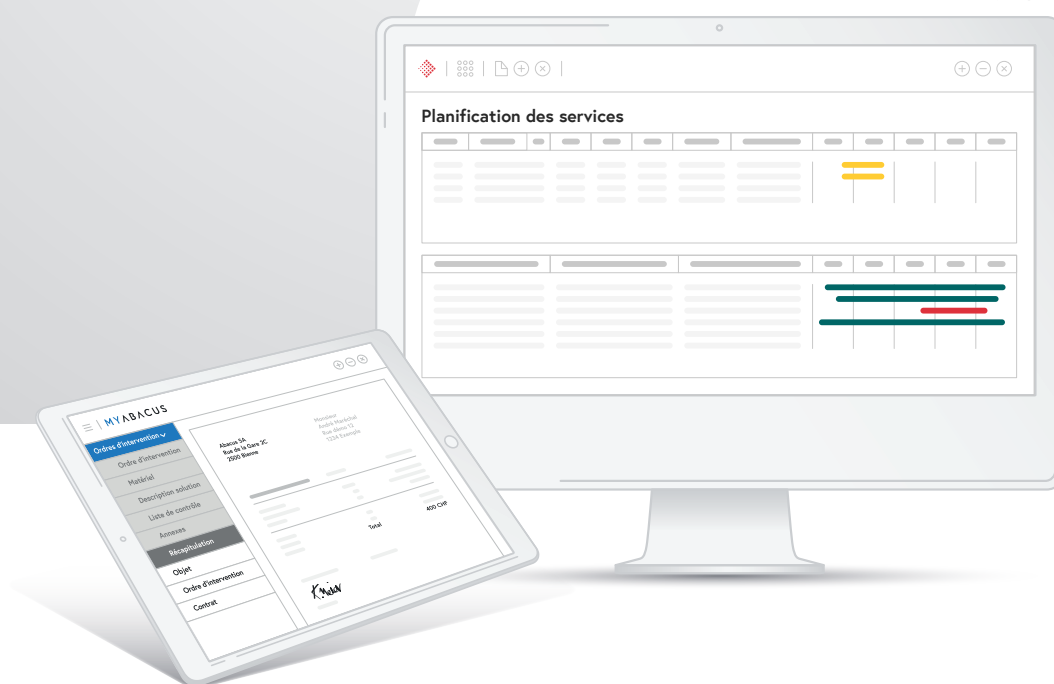 Planification des services
MYABACUS
Ordres d'intervention
Ordre d'intervention
Matériel
Description solution
Liste de contrôle
Annexes
Récapitulation
Objet
Ordre d'intervention
Contrat
Abacus SA
Rue de la Gare 2C
2500 Bienne
Monsieur
André Maréchal
Rue démo 12
1234 Exemple
Total
400 CHF